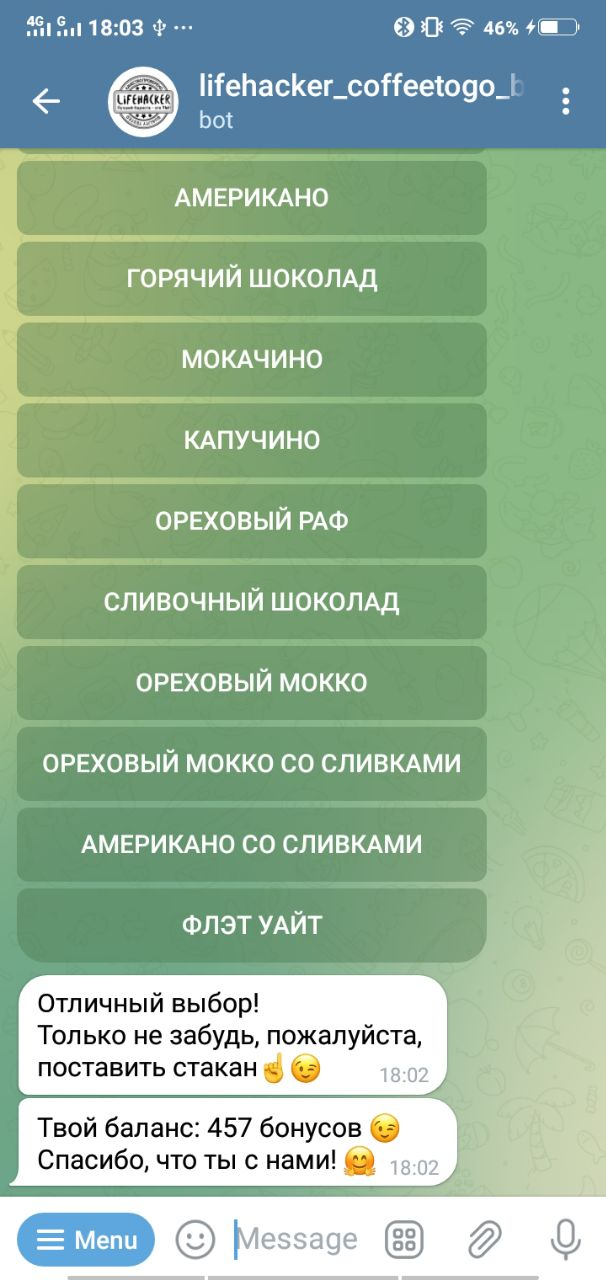 4G G 18:03 46%
LIFEHACKER
lifehacker_coffeetogo_b
bot
АМЕРИКАНО
ГОРЯЧИЙ ШОКОЛАД
МОКАЧИНО
КАПУЧИНО
ОРЕХОВЫЙ РАФ
СЛИВОЧНЫЙ ШОКОЛАД
ОРЕХОВЫЙ МОККО
ОРЕХОВЫЙ МОККО СО СЛИВКАМИ
АМЕРИКАНО СО СЛИВКАМИ
ФЛЭТ УАЙТ
Отличный выбор!
Только не забудь, пожалуйста,
поставить стакан☝😉 18:02
Твой баланс: 457 бонусов 😉
Спасибо, что ты с нами! 🤗 18:02
Menu Message